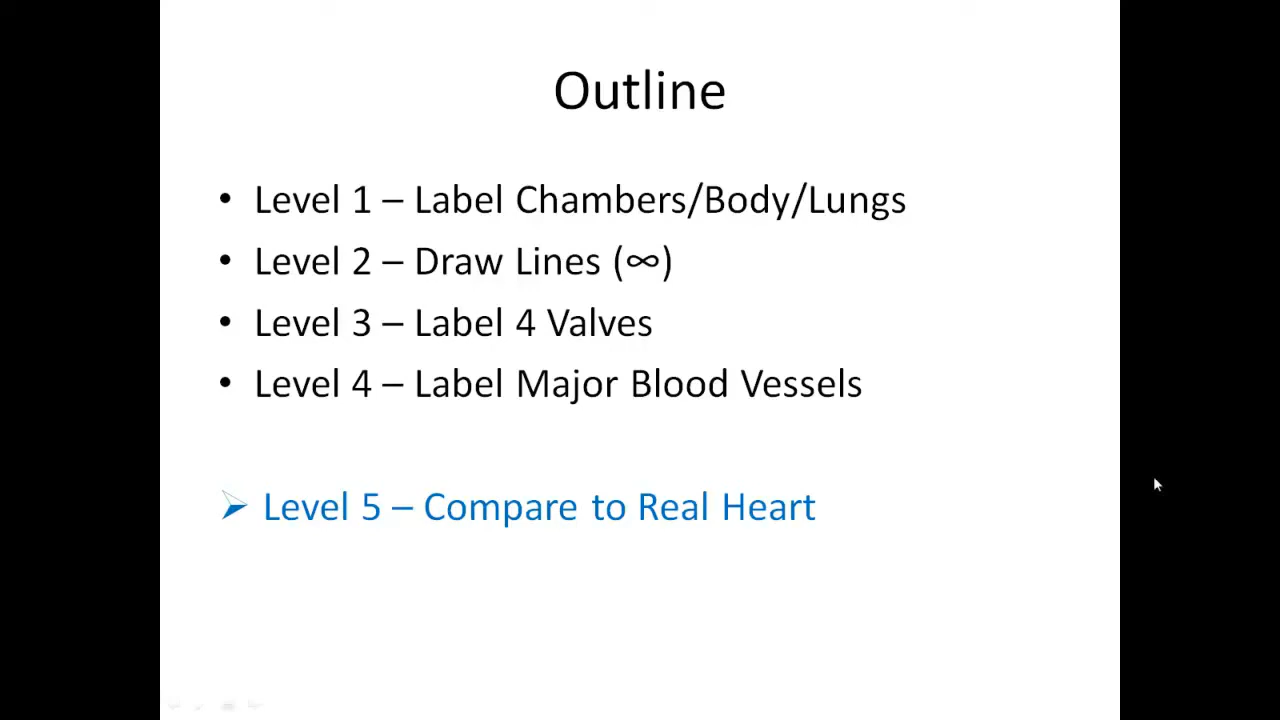 Outline
• Level 1 – Label Chambers/Body/Lungs
• Level 2 – Draw Lines (∞)
• Level 3 – Label 4 Valves
• Level 4 – Label Major Blood Vessels
➢ Level 5 – Compare to Real Heart